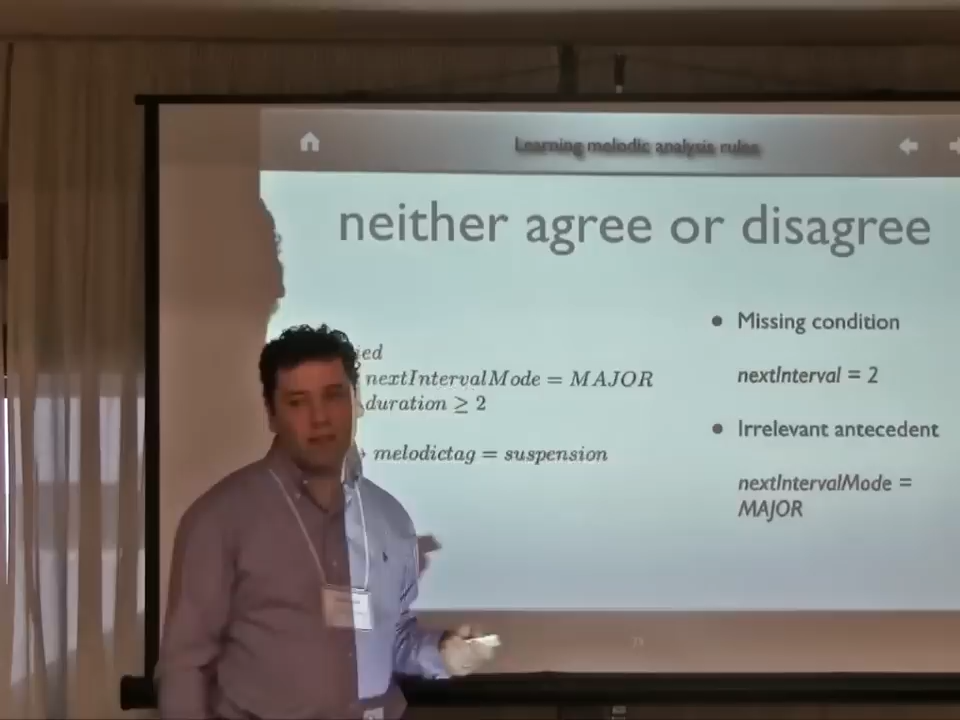 Learning melodic analysis rules
neither agree or disagree
ied
nextIntervalMode = MAJOR
duration ≥ 2
melodictag = suspension
• Missing condition
nextInterval = 2
• Irrelevant antecedent
nextIntervalMode =
MAJOR